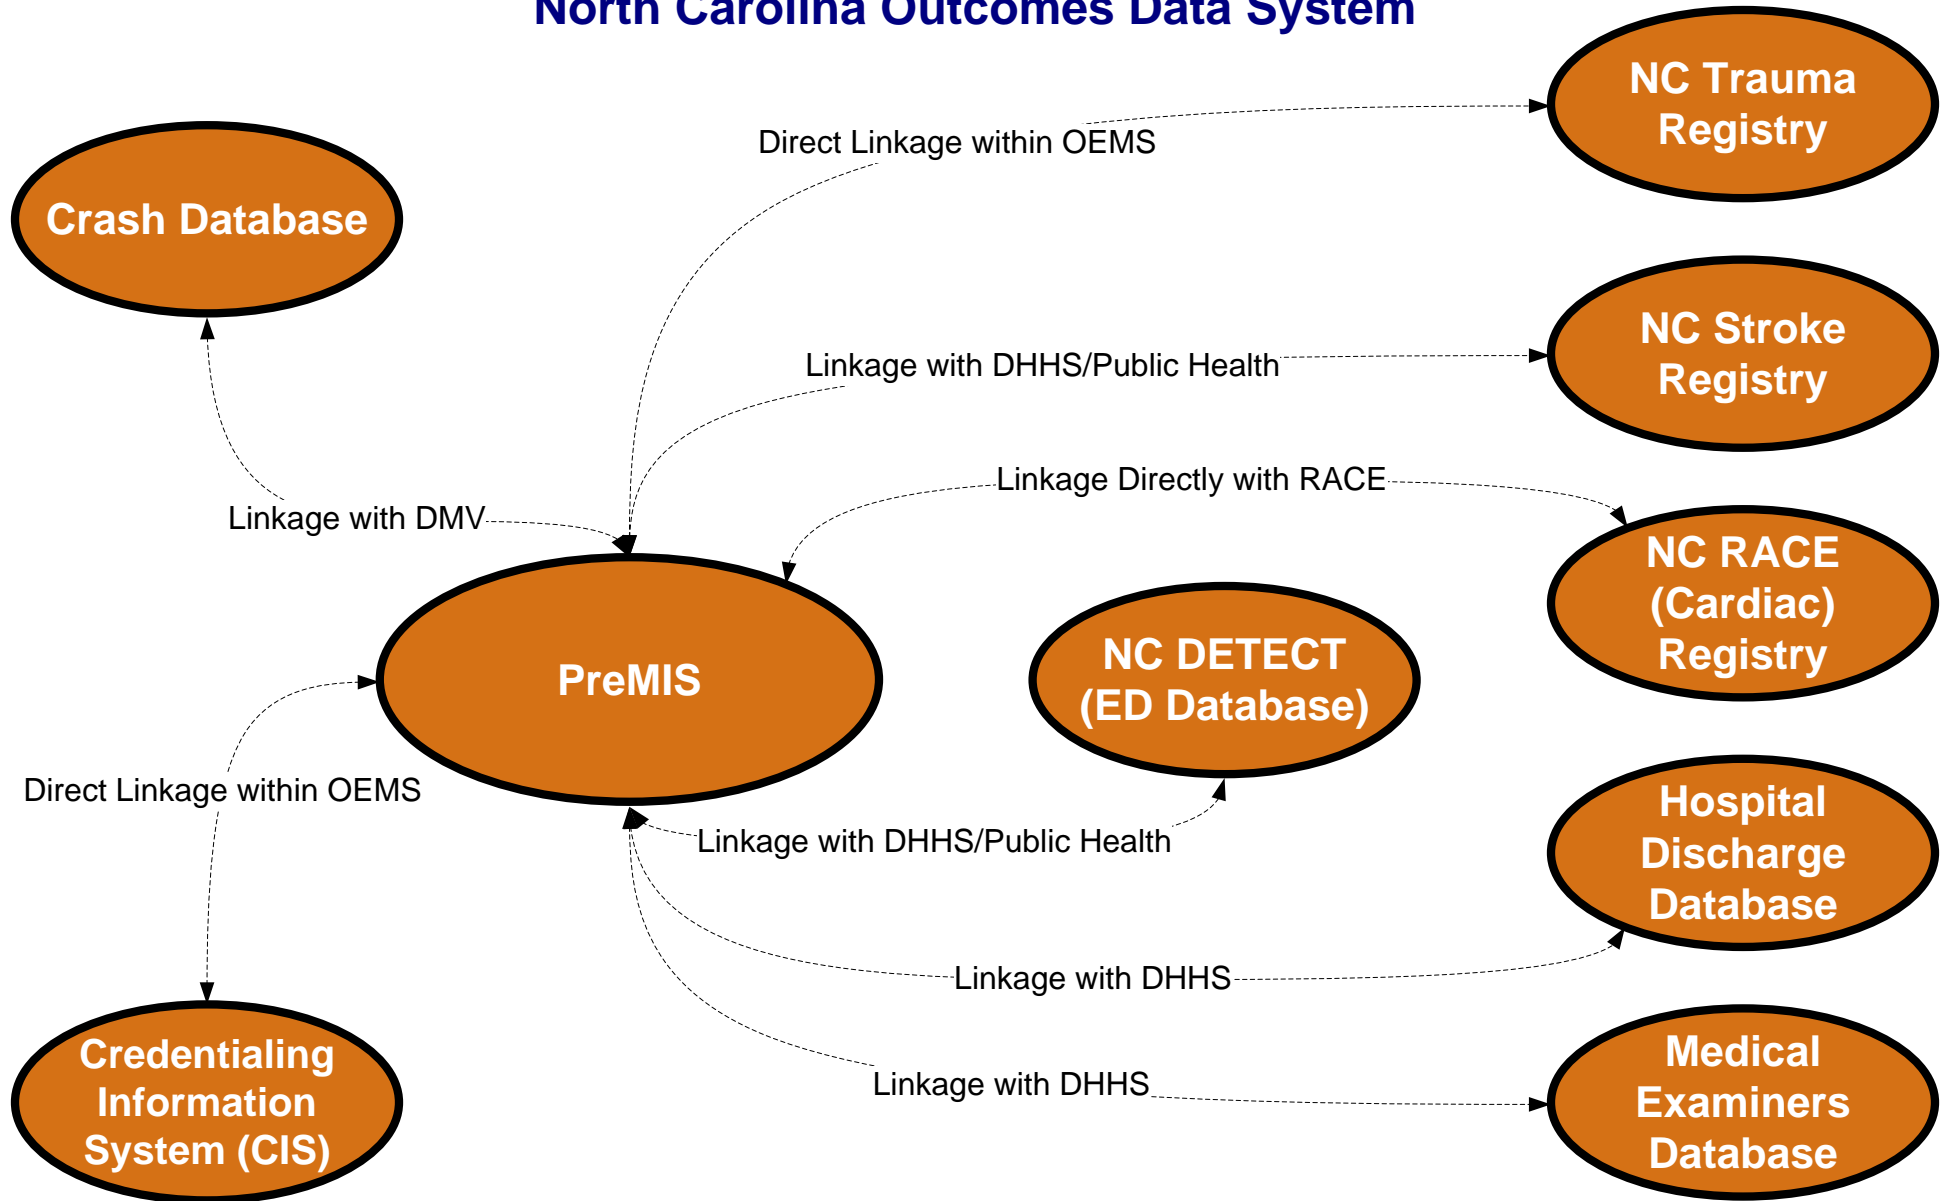 North Carolina Outcomes Data System
NC Trauma
Registry
Direct Linkage within OEMS
Crash Database
NC Stroke
Registry
Linkage with DHHS/Public Health
Linkage Directly with RACE
Linkage with DMV
NC RACE
(Cardiac)
Registry
PreMIS
NC DETECT
(ED Database)
Direct Linkage within OEMS
Linkage with DHHS/Public Health
Hospital
Discharge
Database
Linkage with DHHS
Linkage with DHHS
Credentialing
Information
System (CIS)
Medical
Examiners
Database